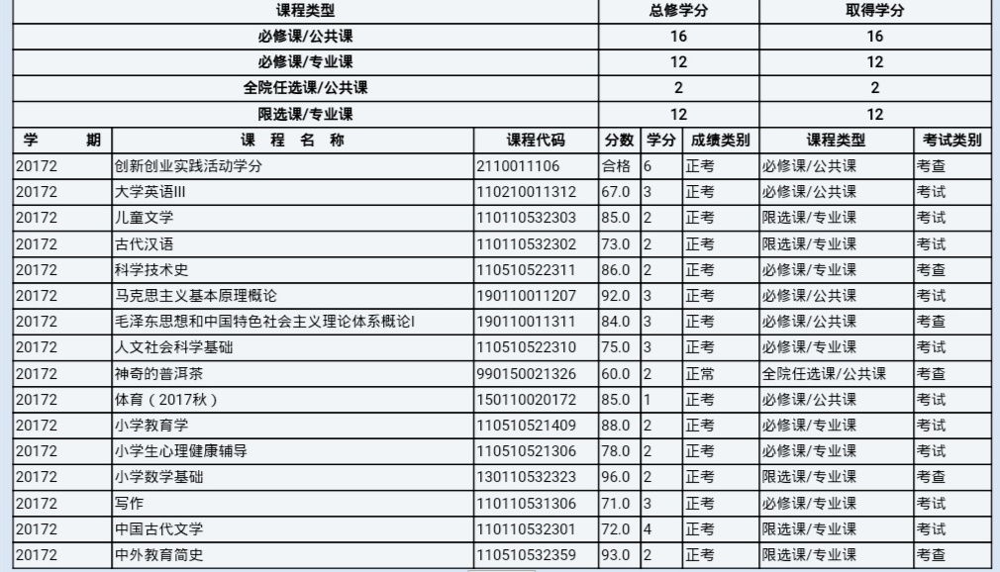 课程类型 总修学分 取得学分
必修课/公共课 16 16
必修课/专业课 12 12
全院任选课/公共课 2 2
限选课/专业课 12 12
学 期 课 程 名 称 课程代码 分数 学分 成绩类别 课程类型 考试类别
20172 创新创业实践活动学分 2110011106 合格 6 正考 必修课/公共课 考查
20172 大学英语III 110210011312 67.0 3 正考 必修课/公共课 考试
20172 儿童文学 110110532303 85.0 2 正考 限选课/专业课 考试
20172 古代汉语 110110532302 73.0 2 正考 限选课/专业课 考试
20172 科学技术史 110510522311 86.0 2 正考 必修课/专业课 考查
20172 马克思主义基本原理概论 190110011207 92.0 3 正考 必修课/公共课 考试
20172 毛泽东思想和中国特色社会主义理论体系概论I 190110011311 84.0 3 正考 必修课/公共课 考查
20172 人文社会科学基础 110510522310 75.0 3 正考 必修课/专业课 考试
20172 神奇的普洱茶 990150021326 60.0 2 正常 全院任选课/公共课 考查
20172 体育（2017秋） 150110020172 85.0 1 正考 必修课/公共课 考试
20172 小学教育学 110510521409 88.0 2 正考 必修课/专业课 考试
20172 小学生心理健康辅导 110510521306 78.0 2 正考 必修课/专业课 考试
20172 小学数学基础 130110532323 96.0 2 正考 限选课/专业课 考查
20172 写作 110110531306 71.0 3 正考 必修课/专业课 考试
20172 中国古代文学 110110532301 72.0 4 正考 限选课/专业课 考试
20172 中外教育简史 110510532359 93.0 2 正考 限选课/专业课 考查